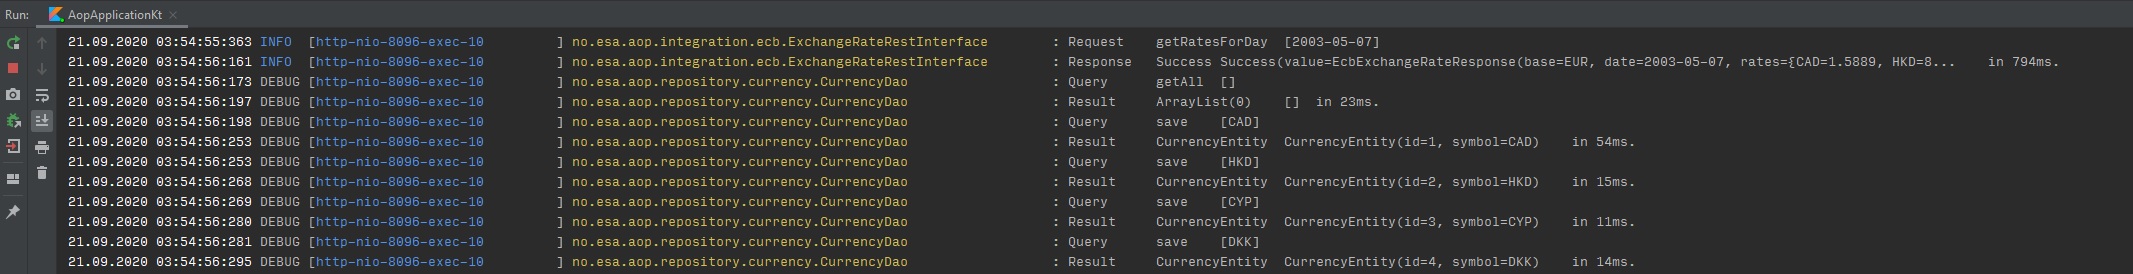 Run: AopApplicationKt
21.09.2020 03:54:55:363 INFO [http-nio-8096-exec-10 ] no.esa.aop.integration.ecb.ExchangeRateRestInterface : Request getRatesForDay [2003-05-07]
21.09.2020 03:54:56:161 INFO [http-nio-8096-exec-10 ] no.esa.aop.integration.ecb.ExchangeRateRestInterface : Response Success Success(value=EcbExchangeRateResponse(base=EUR, date=2003-05-07, rates={CAD=1.5889, HKD=8... in 794ms.
21.09.2020 03:54:56:173 DEBUG [http-nio-8096-exec-10 ] no.esa.aop.repository.currency.CurrencyDao : Query getAll []
21.09.2020 03:54:56:197 DEBUG [http-nio-8096-exec-10 ] no.esa.aop.repository.currency.CurrencyDao : Result ArrayList(0) [] in 23ms.
21.09.2020 03:54:56:198 DEBUG [http-nio-8096-exec-10 ] no.esa.aop.repository.currency.CurrencyDao : Query save [CAD]
21.09.2020 03:54:56:253 DEBUG [http-nio-8096-exec-10 ] no.esa.aop.repository.currency.CurrencyDao : Result CurrencyEntity CurrencyEntity(id=1, symbol=CAD) in 54ms.
21.09.2020 03:54:56:253 DEBUG [http-nio-8096-exec-10 ] no.esa.aop.repository.currency.CurrencyDao : Query save [HKD]
21.09.2020 03:54:56:268 DEBUG [http-nio-8096-exec-10 ] no.esa.aop.repository.currency.CurrencyDao : Result CurrencyEntity CurrencyEntity(id=2, symbol=HKD) in 15ms.
21.09.2020 03:54:56:269 DEBUG [http-nio-8096-exec-10 ] no.esa.aop.repository.currency.CurrencyDao : Query save [CYP]
21.09.2020 03:54:56:280 DEBUG [http-nio-8096-exec-10 ] no.esa.aop.repository.currency.CurrencyDao : Result CurrencyEntity CurrencyEntity(id=3, symbol=CYP) in 11ms.
21.09.2020 03:54:56:281 DEBUG [http-nio-8096-exec-10 ] no.esa.aop.repository.currency.CurrencyDao : Query save [DKK]
21.09.2020 03:54:56:295 DEBUG [http-nio-8096-exec-10 ] no.esa.aop.repository.currency.CurrencyDao : Result CurrencyEntity CurrencyEntity(id=4, symbol=DKK) in 14ms.